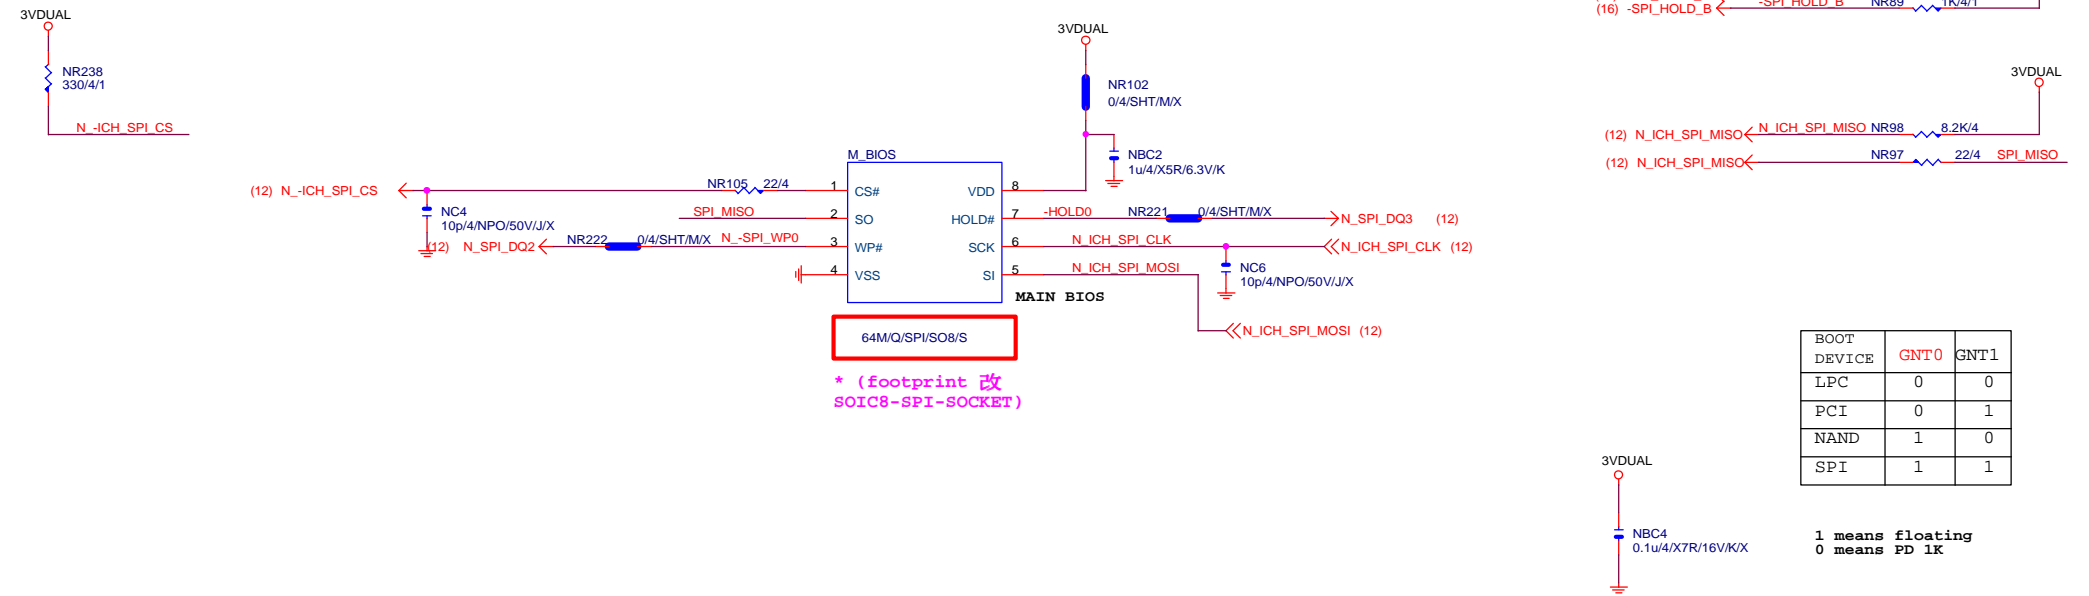 3VDUAL
NR238
330/4/1
N_-ICH_SPI_CS
(12) N_-ICH_SPI_CS
NC4
10p/4/NPO/50V/J/X
NR105 22/4
SPI_MISO
(12) N_SPI_DQ2
NR222 0/4/SHT/M/X N_-SPI_WP0
M_BIOS
1 CS#
2 SO
3 WP#
4 VSS
VDD 8
HOLD# 7
SCK 6
SI 5
MAIN BIOS
64M/Q/SPI/SO8/S
* (footprint 改
SOIC8-SPI-SOCKET)
3VDUAL
NR102
0/4/SHT/M/X
NBC2
1u/4/X5R/6.3V/K
-HOLD0 NR221 0/4/SHT/M/X N_SPI_DQ3 (12)
N_ICH_SPI_CLK N_ICH_SPI_CLK (12)
N_ICH_SPI_MOSI
NC6
10p/4/NPO/50V/J/X
N_ICH_SPI_MOSI (12)
(16) -SPI_HOLD_B -SPI_HOLD_B NR89 1K/4/1
3VDUAL
(12) N_ICH_SPI_MISO N_ICH_SPI_MISO NR98 8.2K/4
(12) N_ICH_SPI_MISO NR97 22/4 SPI_MISO
BOOT
DEVICE GNT0 GNT1
LPC 0 0
PCI 0 1
NAND 1 0
SPI 1 1
1 means floating
0 means PD 1K
3VDUAL
NBC4
0.1u/4/X7R/16V/K/X